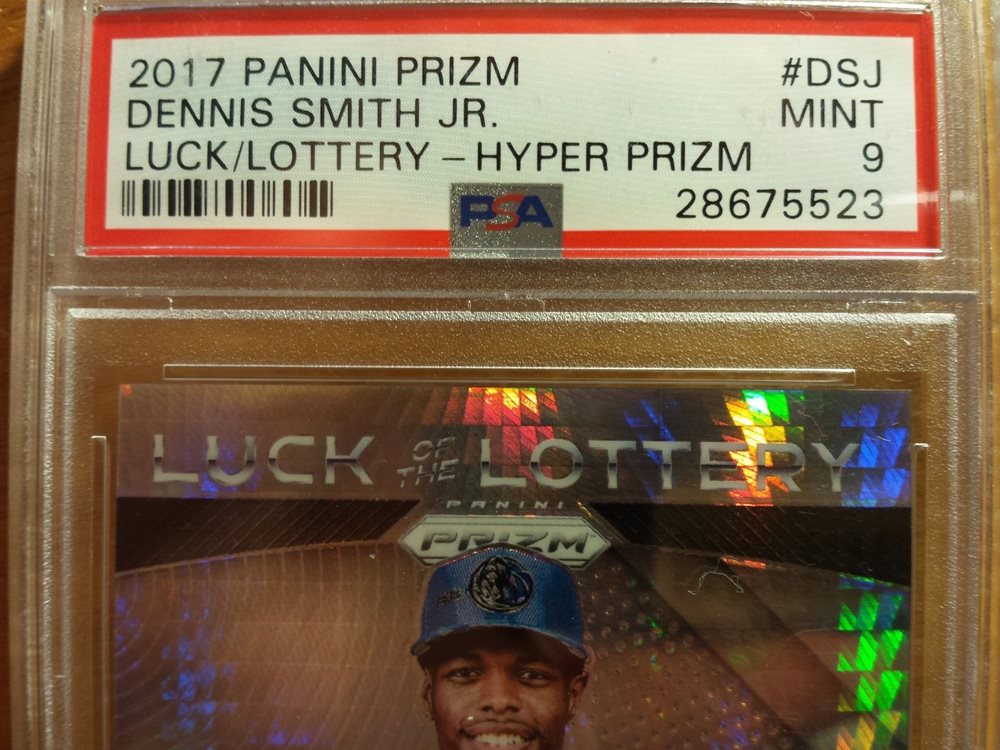 2017 PANINI PRIZM #DSJ
DENNIS SMITH JR. MINT
LUCK/LOTTERY – HYPER PRIZM 9
PSA 28675523
LUCK OF THE LOTTERY
PANINI
PRIZM